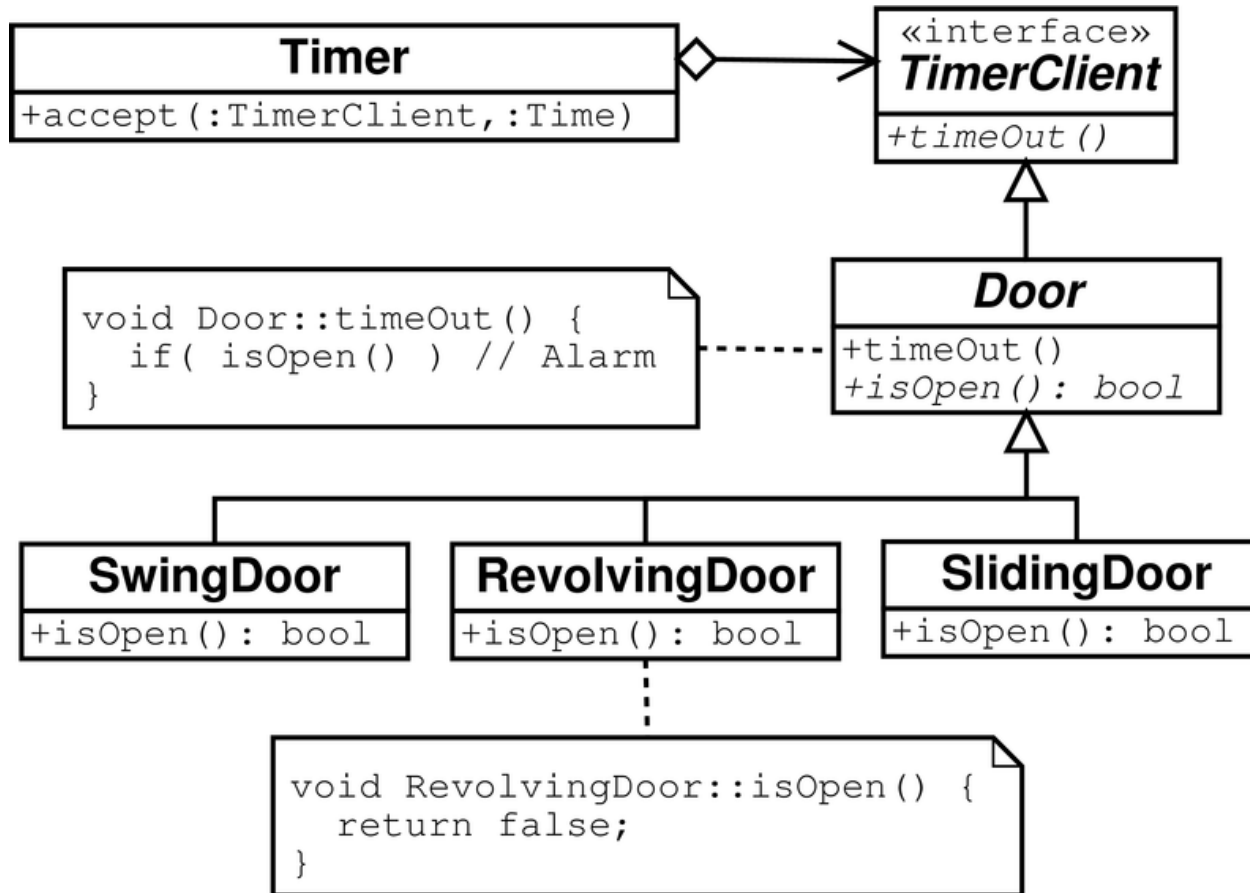 Timer
+accept(:TimerClient,:Time)
«interface»
TimerClient
+timeOut()
void Door::timeOut() {
if( isOpen() ) // Alarm
}
Door
+timeOut()
+isOpen(): bool
SwingDoor
+isOpen(): bool
RevolvingDoor
+isOpen(): bool
SlidingDoor
+isOpen(): bool
void RevolvingDoor::isOpen() {
return false;
}